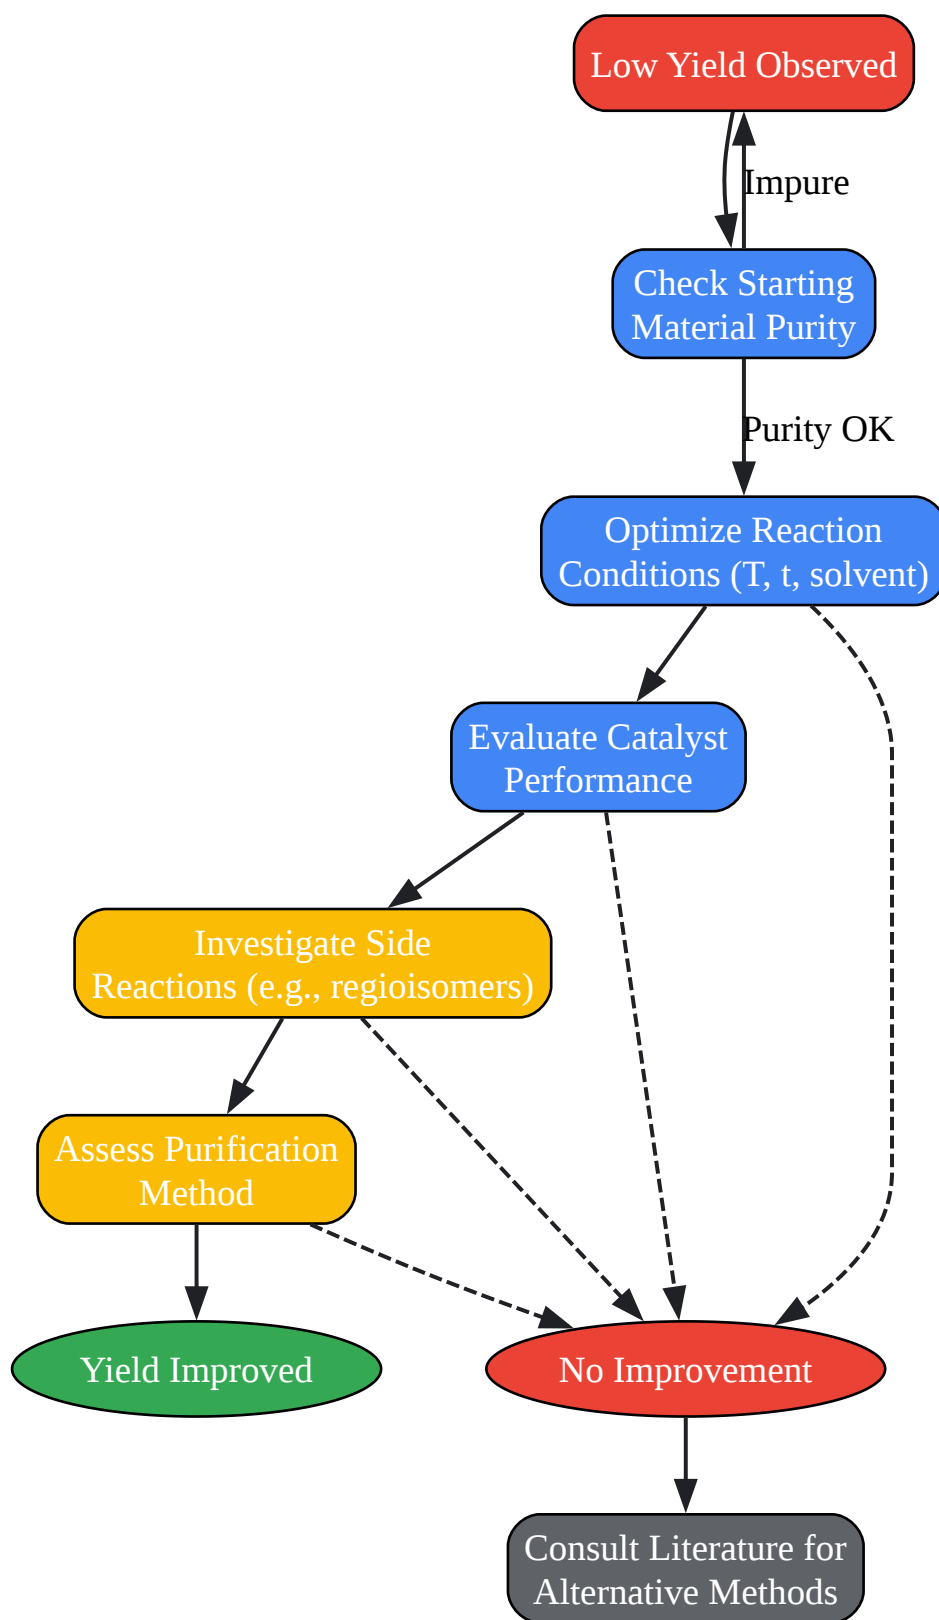 Low Yield Observed
Impure
Check Starting
Material Purity
Purity OK
Optimize Reaction
Conditions (T, t, solvent)
Evaluate Catalyst
Performance
Investigate Side
Reactions (e.g., regioisomers)
Assess Purification
Method
Yield Improved
No Improvement
Consult Literature for
Alternative Methods